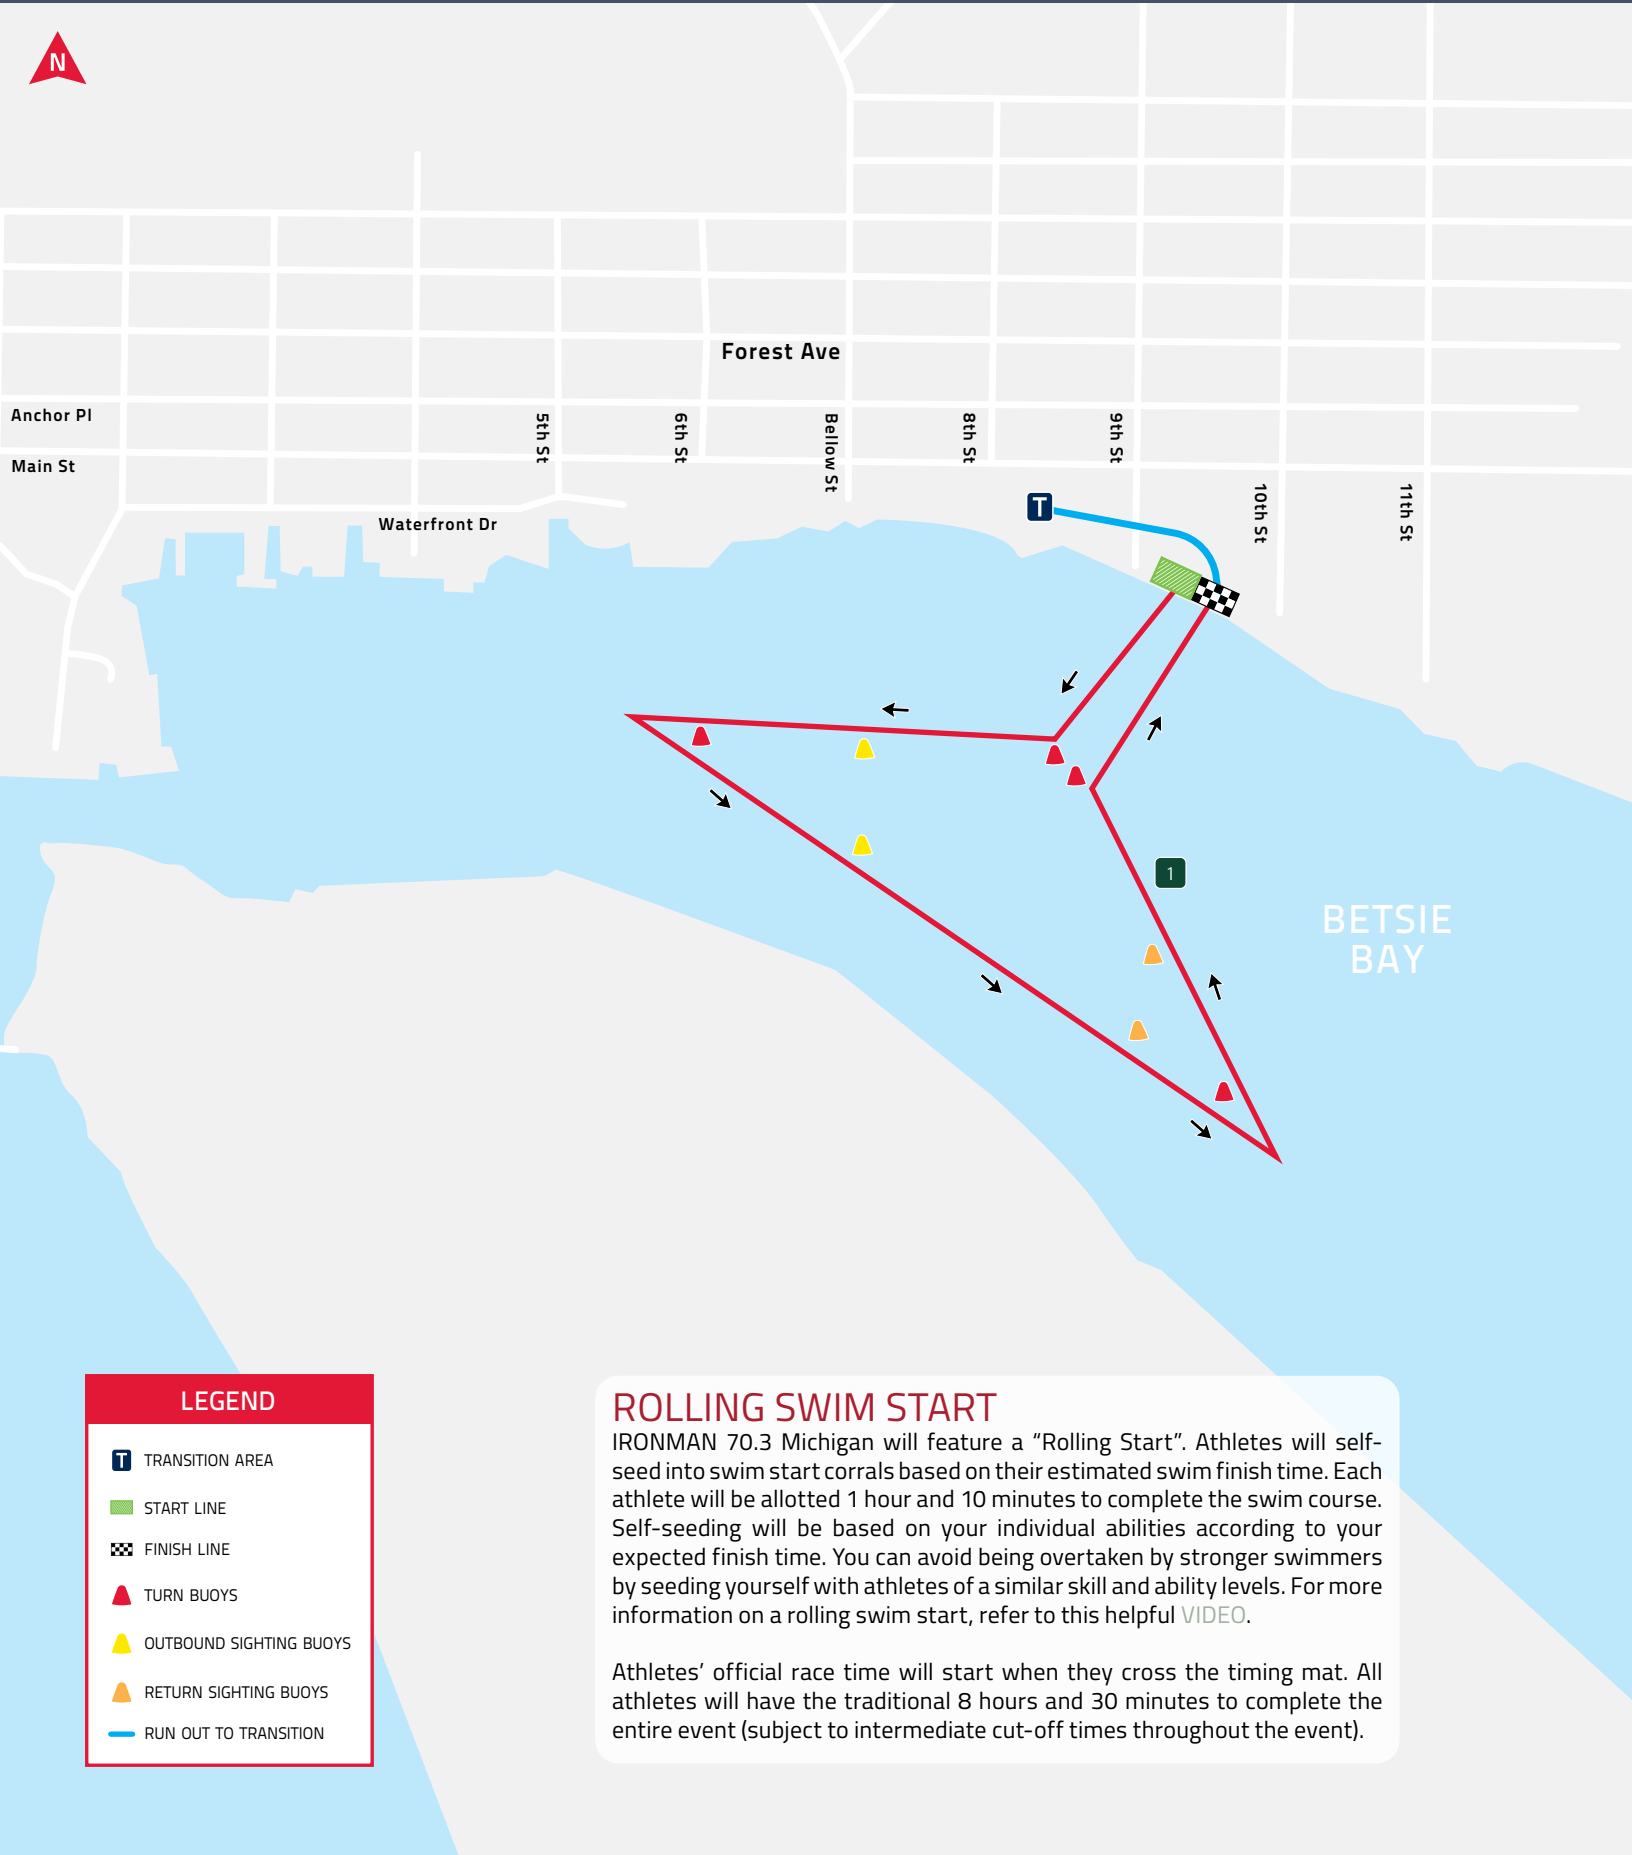 N
Forest Ave
Anchor Pl
Main St
5th St
6th St
Bellow St
8th St
9th St
10th St
11th St
T
Waterfront Dr
1
BETSIE
BAY
LEGEND
T TRANSITION AREA
START LINE
FINISH LINE
TURN BUOYS
OUTBOUND SIGHTING BUOYS
RETURN SIGHTING BUOYS
RUN OUT TO TRANSITION
ROLLING SWIM START
IRONMAN 70.3 Michigan will feature a “Rolling Start”. Athletes will self-
seed into swim start corrals based on their estimated swim finish time. Each
athlete will be allotted 1 hour and 10 minutes to complete the swim course.
Self-seeding will be based on your individual abilities according to your
expected finish time. You can avoid being overtaken by stronger swimmers
by seeding yourself with athletes of a similar skill and ability levels. For more
information on a rolling swim start, refer to this helpful VIDEO.
Athletes’ official race time will start when they cross the timing mat. All
athletes will have the traditional 8 hours and 30 minutes to complete the
entire event (subject to intermediate cut-off times throughout the event).